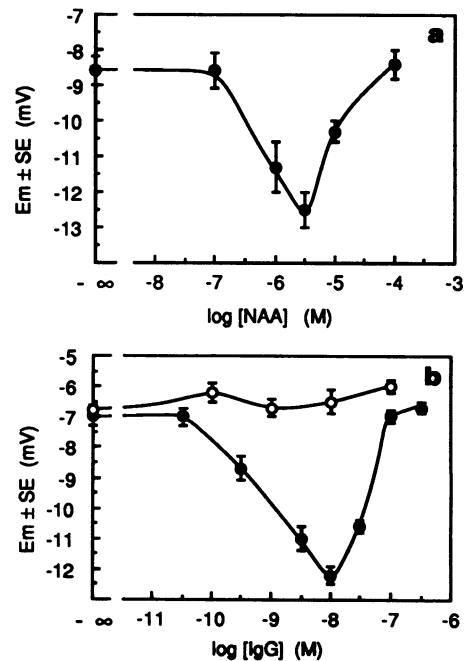 a
-7
-8
-9
-10
-11
-12
-13
Em ± SE (mV)
- ∞ -8 -7 -6 -5 -4 -3
log [NAA] (M)
b
-5
-6
-7
-8
-9
-10
-11
-12
Em ± SE (mV)
- ∞ -11 -10 -9 -8 -7 -6
log [IgG] (M)